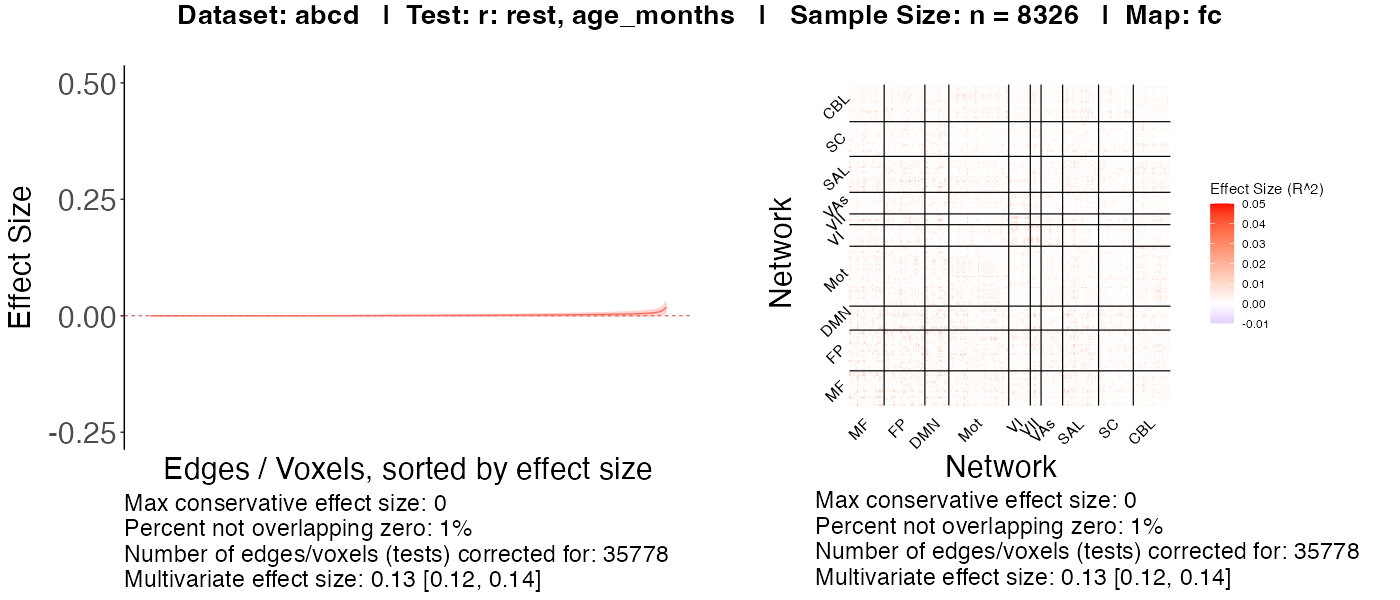 Dataset: abcd | Test: r: rest, age_months | Sample Size: n = 8326 | Map: fc
Effect Size
0.50
0.25
0.00
-0.25
Edges / Voxels, sorted by effect size
Max conservative effect size: 0
Percent not overlapping zero: 1%
Number of edges/voxels (tests) corrected for: 35778
Multivariate effect size: 0.13 [0.12, 0.14]
Network
CBL
SC
SAL
VAs
VII
VI
Mot
DMN
FP
MF
MF FP DMN Mot VI VII VAs SAL SC CBL
Network
Effect Size (R^2)
0.05
0.04
0.03
0.02
0.01
0.00
-0.01
Max conservative effect size: 0
Percent not overlapping zero: 1%
Number of edges/voxels (tests) corrected for: 35778
Multivariate effect size: 0.13 [0.12, 0.14]